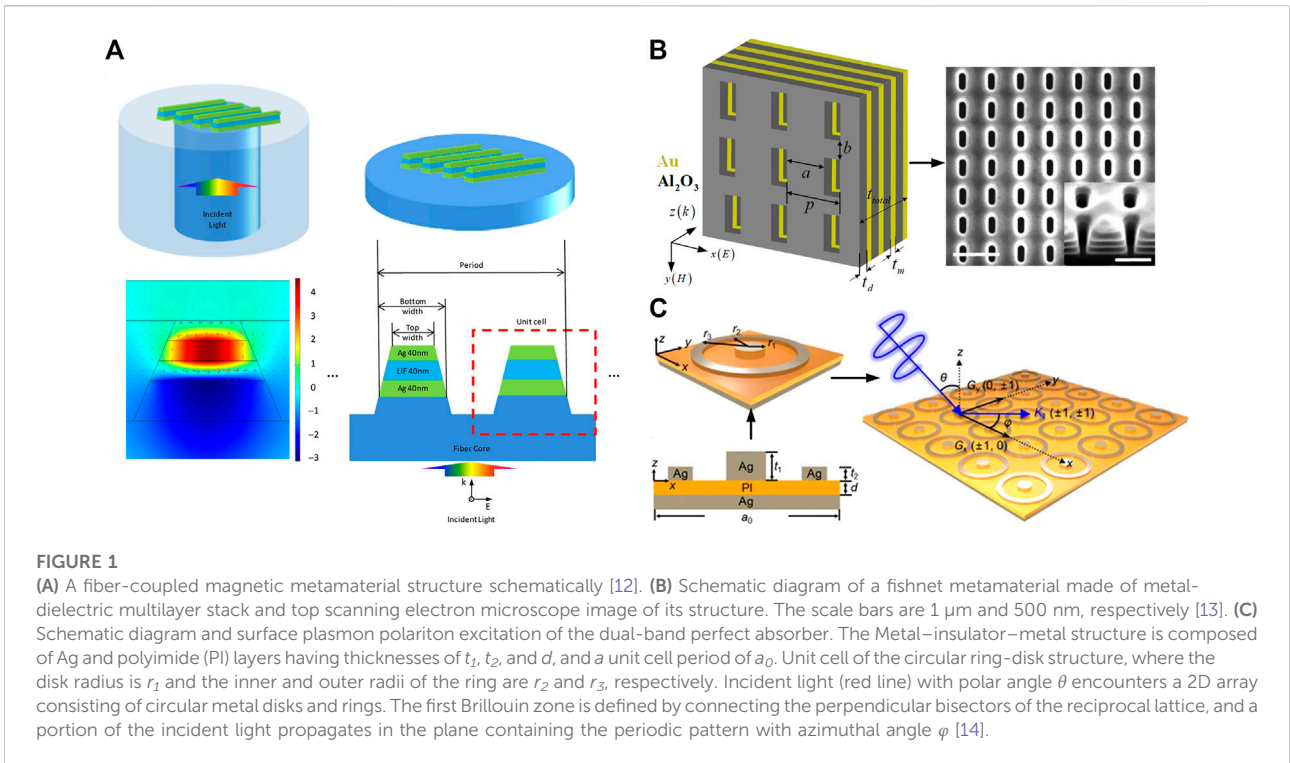 A
Incident
Light
4
3
2
1
0
−1
−2
−3
...
Period
Bottom
width
Top
width
Unit cell
Ag 40nm
LiF 40nm
Ag 40nm
...
Fiber Core
k
E
Incident Light
B
Au
Al₂O₃
a
b
p
t_total
z(k)
x(E)
y(H)
t_m
t_d
C
z
y
x
r₃
r₂
r₁
z
x
Ag
Ag
t₁
Ag
t₂
PI
d
Ag
a₀
z
θ
G_y (0, ±1)
y
K_s (±1, ±1)
φ
G_x (±1, 0)
x
FIGURE 1
(A) A fiber-coupled magnetic metamaterial structure schematically [12]. (B) Schematic diagram of a fishnet metamaterial made of metal-
dielectric multilayer stack and top scanning electron microscope image of its structure. The scale bars are 1 μm and 500 nm, respectively [13]. (C)
Schematic diagram and surface plasmon polariton excitation of the dual-band perfect absorber. The Metal–insulator–metal structure is composed
of Ag and polyimide (PI) layers having thicknesses of t₁, t₂, and d, and a unit cell period of a₀. Unit cell of the circular ring-disk structure, where the
disk radius is r₁ and the inner and outer radii of the ring are r₂ and r₃, respectively. Incident light (red line) with polar angle θ encounters a 2D array
consisting of circular metal disks and rings. The first Brillouin zone is defined by connecting the perpendicular bisectors of the reciprocal lattice, and a
portion of the incident light propagates in the plane containing the periodic pattern with azimuthal angle φ [14].